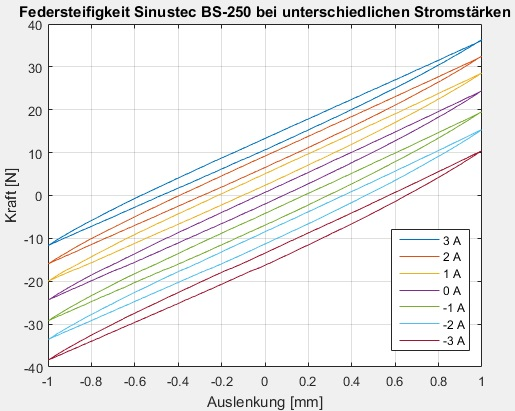 Federsteifigkeit Sinustec BS-250 bei unterschiedlichen Stromstärken
40
30
20
10
0
-10
-20
-30
-40
Kraft [N]
3 A
2 A
1 A
0 A
-1 A
-2 A
-3 A
-1 -0.8 -0.6 -0.4 -0.2 0 0.2 0.4 0.6 0.8 1
Auslenkung [mm]